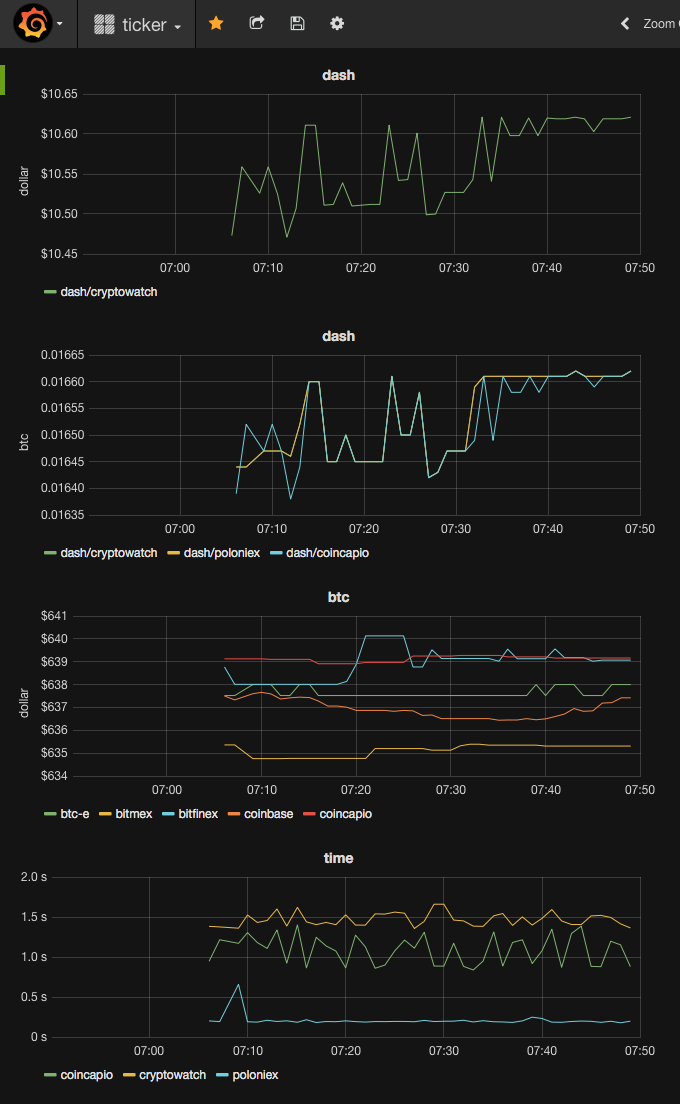 ticker Zoom
dash
$10.65
$10.60
$10.55
$10.50
$10.45
dollar
07:00 07:10 07:20 07:30 07:40 07:50
dash/cryptowatch
dash
0.01665
0.01660
0.01655
0.01650
0.01645
0.01640
0.01635
btc
07:00 07:10 07:20 07:30 07:40 07:50
dash/cryptowatch dash/poloniex dash/coincapio
btc
$641
$640
$639
$638
$637
$636
$635
$634
dollar
07:00 07:10 07:20 07:30 07:40 07:50
btc-e bitmex bitfinex coinbase coincapio
time
2.0 s
1.5 s
1.0 s
0.5 s
0 s
07:00 07:10 07:20 07:30 07:40 07:50
coincapio cryptowatch poloniex